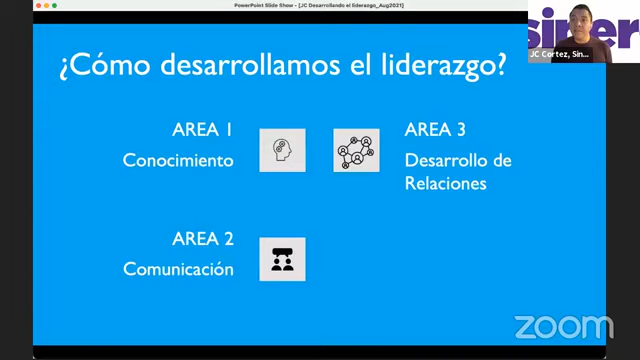 PowerPoint Slide Show - [JC Desarrollando el liderazgo_Aug2021]
siner
JC Cortez, Sin...
¿Cómo desarrollamos el liderazgo?
AREA 1
Conocimiento
AREA 3
Desarrollo de
Relaciones
AREA 2
Comunicación
zoom